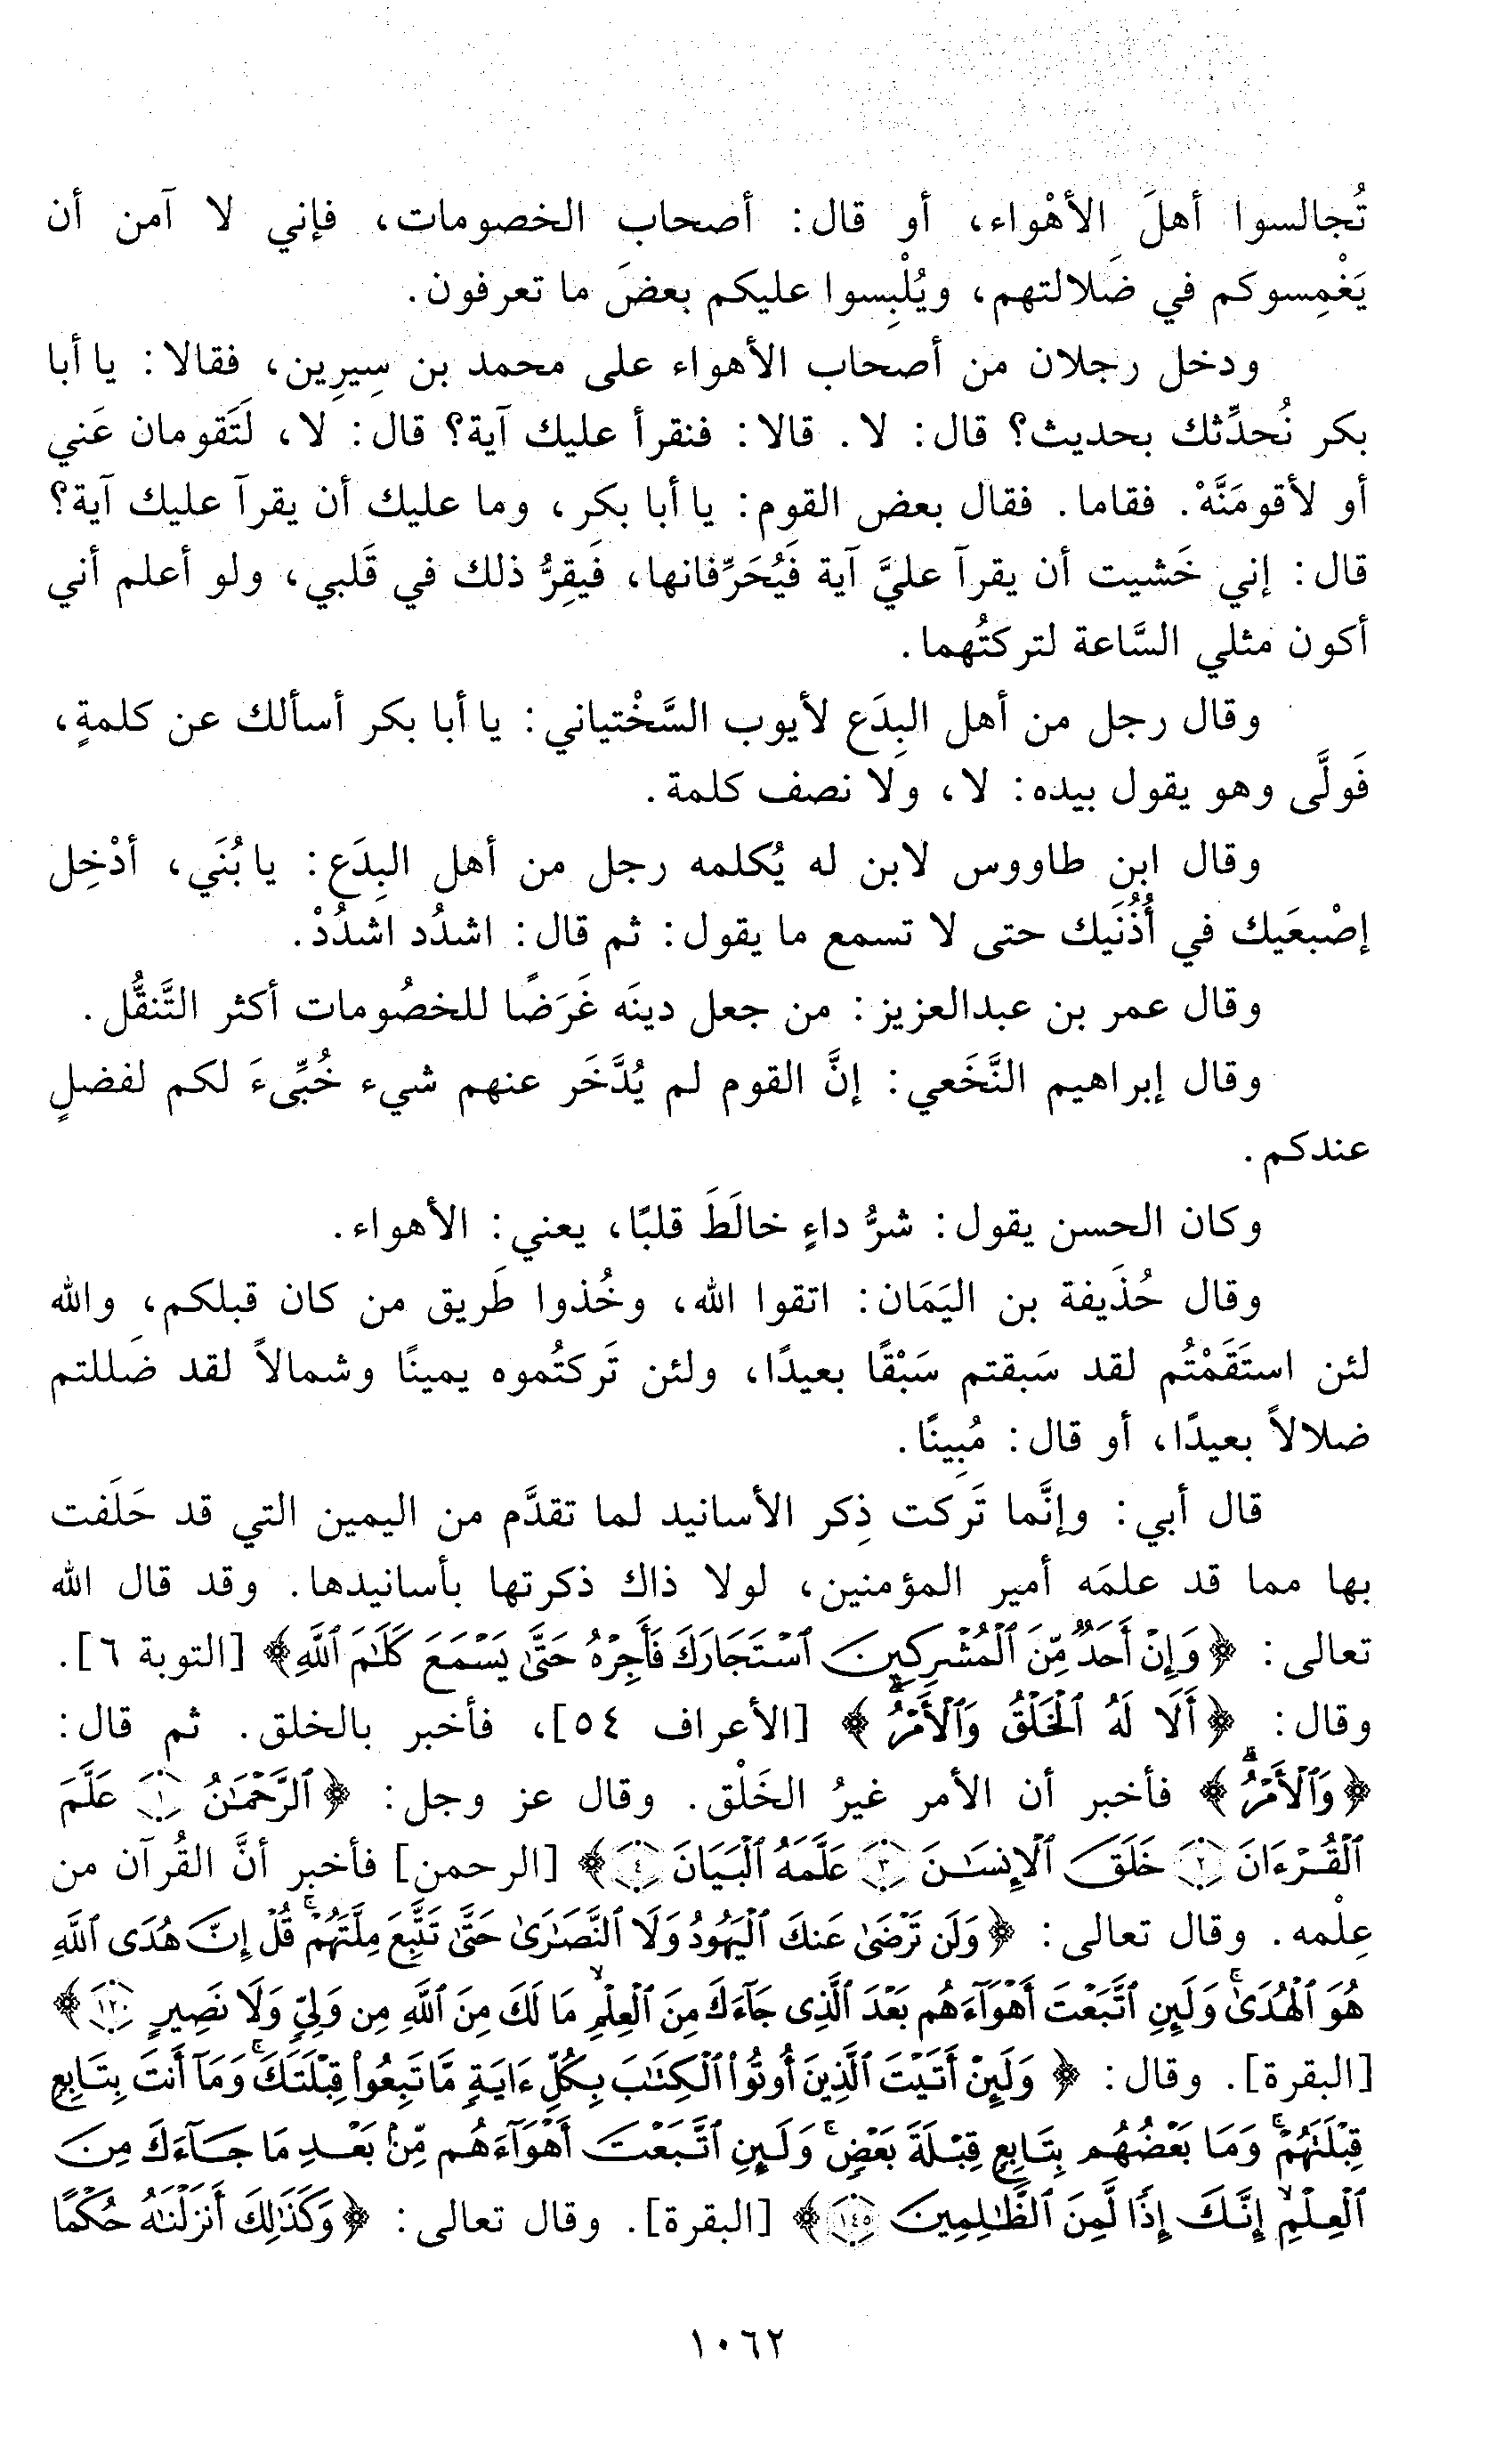 تُجالسوا أهلَ الأهْواء، أو قال: أصحاب الخصومات، فإني لا آمن أن
يَغْمِسوكم في ضَلالتهم، ويُلْبِسوا عليكم بعضَ ما تعرفون.
ودخل رجلان من أصحاب الأهواء على محمد بن سِيرِين، فقالا: يا أبا
بكر نُحدِّثك بحديث؟ قال: لا. قالا: فنقرأ عليك آية؟ قال: لا، لَتَقومان عَني
أو لأقومَنَّهْ. فقاما. فقال بعض القوم: يا أبا بكر، وما عليك أن يقرآ عليك آية؟
قال: إني خَشيت أن يقرآ عليَّ آية فَيُحَرِّفانها، فَيقِرُّ ذلك في قَلبي، ولو أعلم أني
أكون مثلي السَّاعة لتركتُهما.
وقال رجل من أهل البِدَع لأيوب السَّخْتياني: يا أبا بكر أسألك عن كلمةٍ،
فَولَّى وهو يقول بيده: لا، ولا نصف كلمة.
وقال ابن طاووس لابن له يُكلمه رجل من أهل البِدَع: يا بُنَي، أدْخِل
إصْبعَيك في أُذُنَيك حتى لا تسمع ما يقول: ثم قال: اشدُد اشدُدْ.
وقال عمر بن عبدالعزيز: من جعل دينَه غَرَضًا للخصُومات أكثر التَّنقُّل.
وقال إبراهيم النَّخَعي: إنَّ القوم لم يُدَّخَر عنهم شيء خُبِّىءَ لكم لفضلٍ
عندكم.
وكان الحسن يقول: شرُّ داءٍ خالَطَ قلبًا، يعني: الأهواء.
وقال حُذَيفة بن اليَمَان: اتقوا الله، وخُذوا طَريق من كان قبلكم، والله
لئن استَقَمْتُم لقد سَبقتم سَبْقًا بعيدًا، ولئن تَركتُموه يمينًا وشمالاً لقد ضَللتم
ضلالاً بعيدًا، أو قال: مُبِينًا.
قال أبي: وإنَّما تَركت ذِكر الأسانيد لما تقدَّم من اليمين التي قد حَلَفت
بها مما قد علمَه أمير المؤمنين، لولا ذاك ذكرتها بأسانيدها. وقد قال الله
تعالى: ﴿وَإِنْ أَحَدٌ مِّنَ ٱلْمُشْرِكِينَ ٱسْتَجَارَكَ فَأَجِرْهُ حَتَّىٰ يَسْمَعَ كَلَٰمَ ٱللَّهِ﴾ [التوبة ٦].
وقال: ﴿أَلَا لَهُ ٱلْخَلْقُ وَٱلْأَمْرُۗ﴾ [الأعراف ٥٤]، فأخبر بالخلق. ثم قال:
﴿وَٱلْأَمْرُۗ﴾ فأخبر أن الأمر غيرُ الخَلْق. وقال عز وجل: ﴿ٱلرَّحْمَٰنُ ١ عَلَّمَ
ٱلْقُرْءَانَ ٢ خَلَقَ ٱلْإِنسَٰنَ ٣ عَلَّمَهُ ٱلْبَيَانَ ٤﴾ [الرحمن] فأخبر أنَّ القُرآن من
عِلْمه. وقال تعالى: ﴿وَلَن تَرْضَىٰ عَنكَ ٱلْيَهُودُ وَلَا ٱلنَّصَٰرَىٰ حَتَّىٰ تَتَّبِعَ مِلَّتَهُمْۗ قُلْ إِنَّ هُدَى ٱللَّهِ
هُوَ ٱلْهُدَىٰۗ وَلَئِنِ ٱتَّبَعْتَ أَهْوَآءَهُم بَعْدَ ٱلَّذِى جَآءَكَ مِنَ ٱلْعِلْمِۙ مَا لَكَ مِنَ ٱللَّهِ مِن وَلِىٍّ وَلَا نَصِيرٍ ١٢٠﴾
[البقرة]. وقال: ﴿وَلَئِنْ أَتَيْتَ ٱلَّذِينَ أُوتُوا۟ ٱلْكِتَٰبَ بِكُلِّ ءَايَةٍ مَّا تَبِعُوا۟ قِبْلَتَكَۚ وَمَآ أَنتَ بِتَابِعٍ
قِبْلَتَهُمْۚ وَمَا بَعْضُهُم بِتَابِعٍ قِبْلَةَ بَعْضٍۚ وَلَئِنِ ٱتَّبَعْتَ أَهْوَآءَهُم مِّنۢ بَعْدِ مَا جَآءَكَ مِنَ
ٱلْعِلْمِۙ إِنَّكَ إِذًا لَّمِنَ ٱلظَّٰلِمِينَ ١٤٥﴾ [البقرة]. وقال تعالى: ﴿وَكَذَٰلِكَ أَنزَلْنَٰهُ حُكْمًا
١٠٦٢